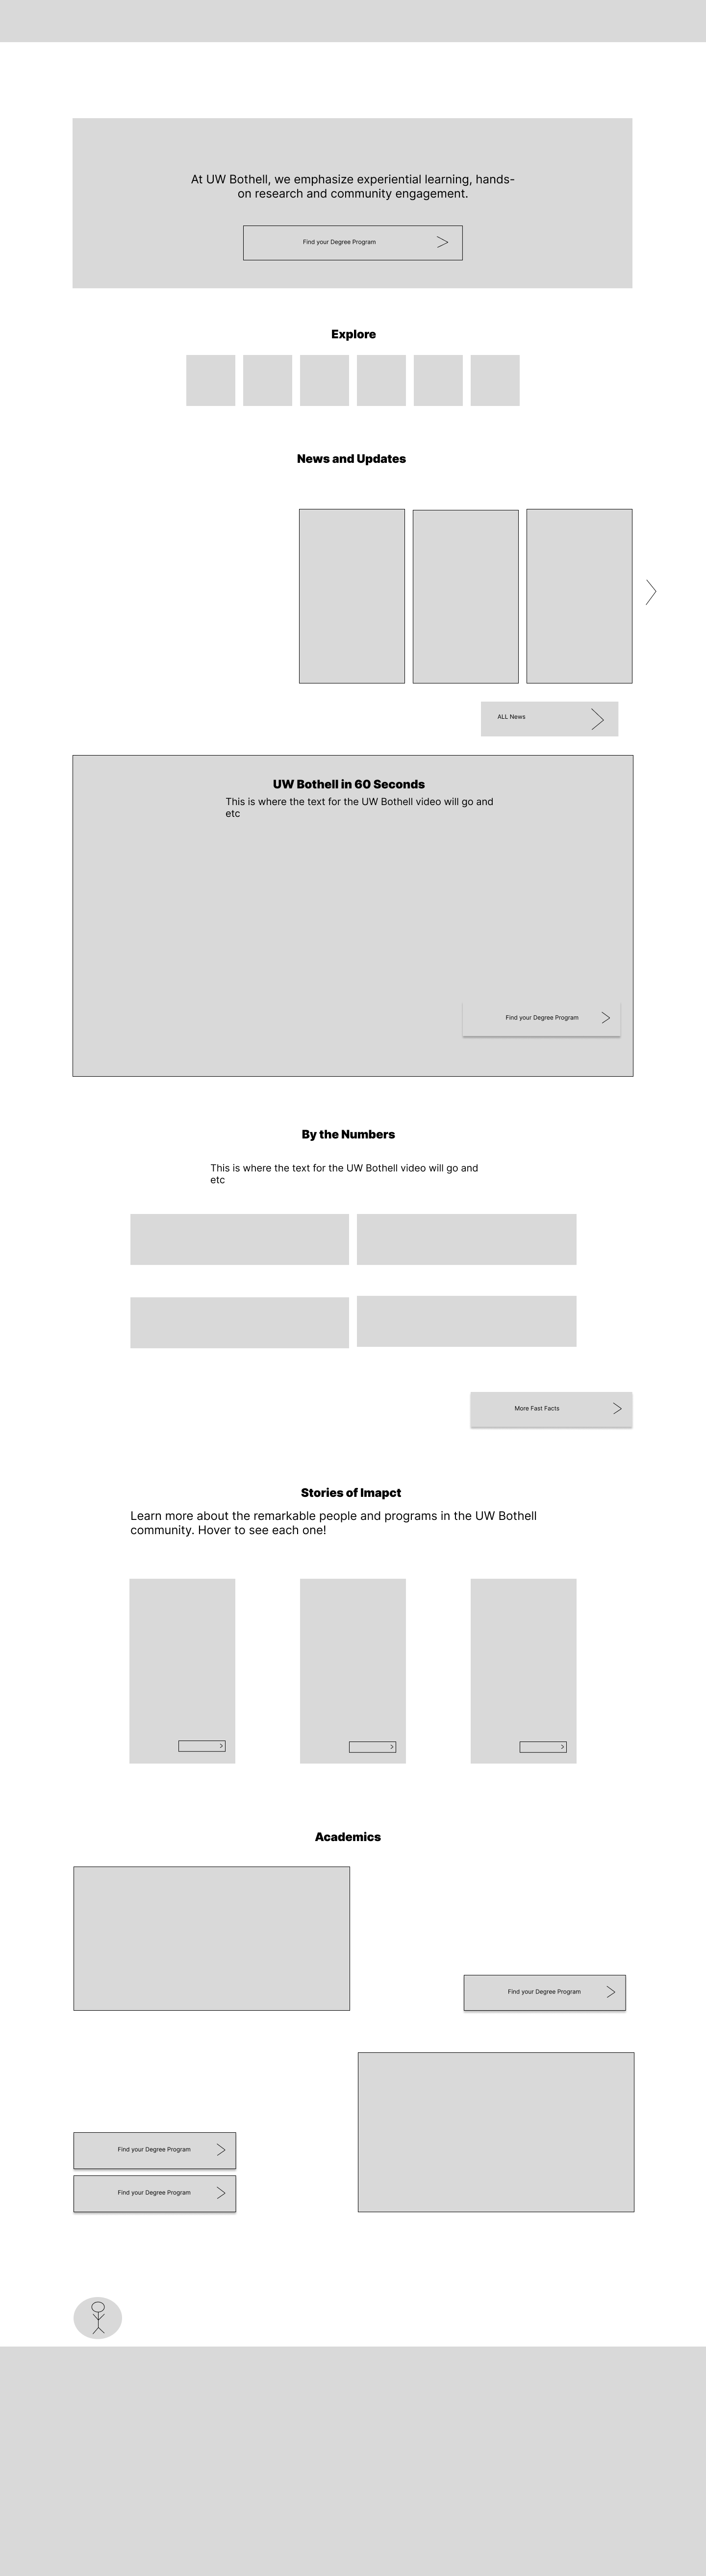 At UW Bothell, we emphasize experiential learning, hands-
on research and community engagement.
Find your Degree Program
Explore
News and Updates
ALL News
UW Bothell in 60 Seconds
This is where the text for the UW Bothell video will go and
etc
Find your Degree Program
By the Numbers
This is where the text for the UW Bothell video will go and
etc
More Fast Facts
Stories of Imapct
Learn more about the remarkable people and programs in the UW Bothell
community. Hover to see each one!
Academics
Find your Degree Program
Find your Degree Program
Find your Degree Program